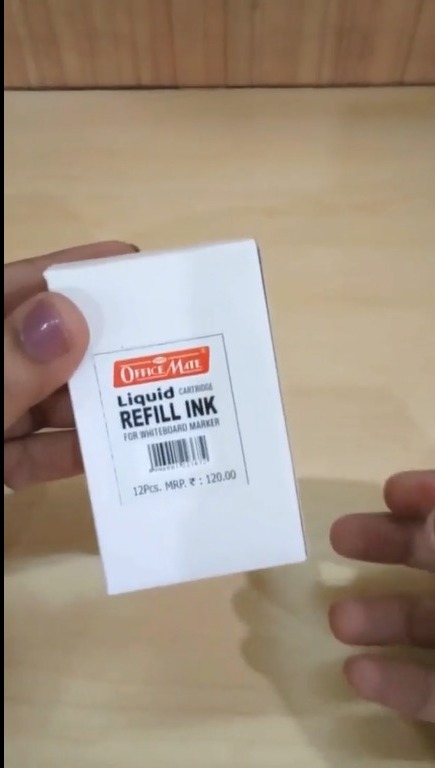 OFFICE MATE
Liquid CARTRIDGE
REFILL INK
FOR WHITEBOARD MARKER
12Pcs. MRP. ₹ : 120.00